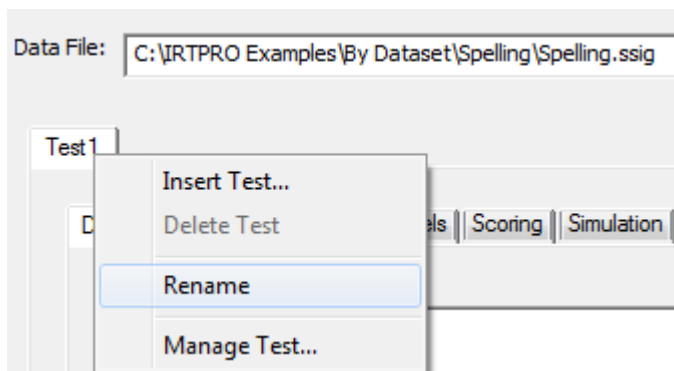 Data File: C:\IRTPRO Examples\By Dataset\Spelling\Spelling.ssig
Test1
Insert Test...
Delete Test
Scoring Simulation
Rename
Manage Test...